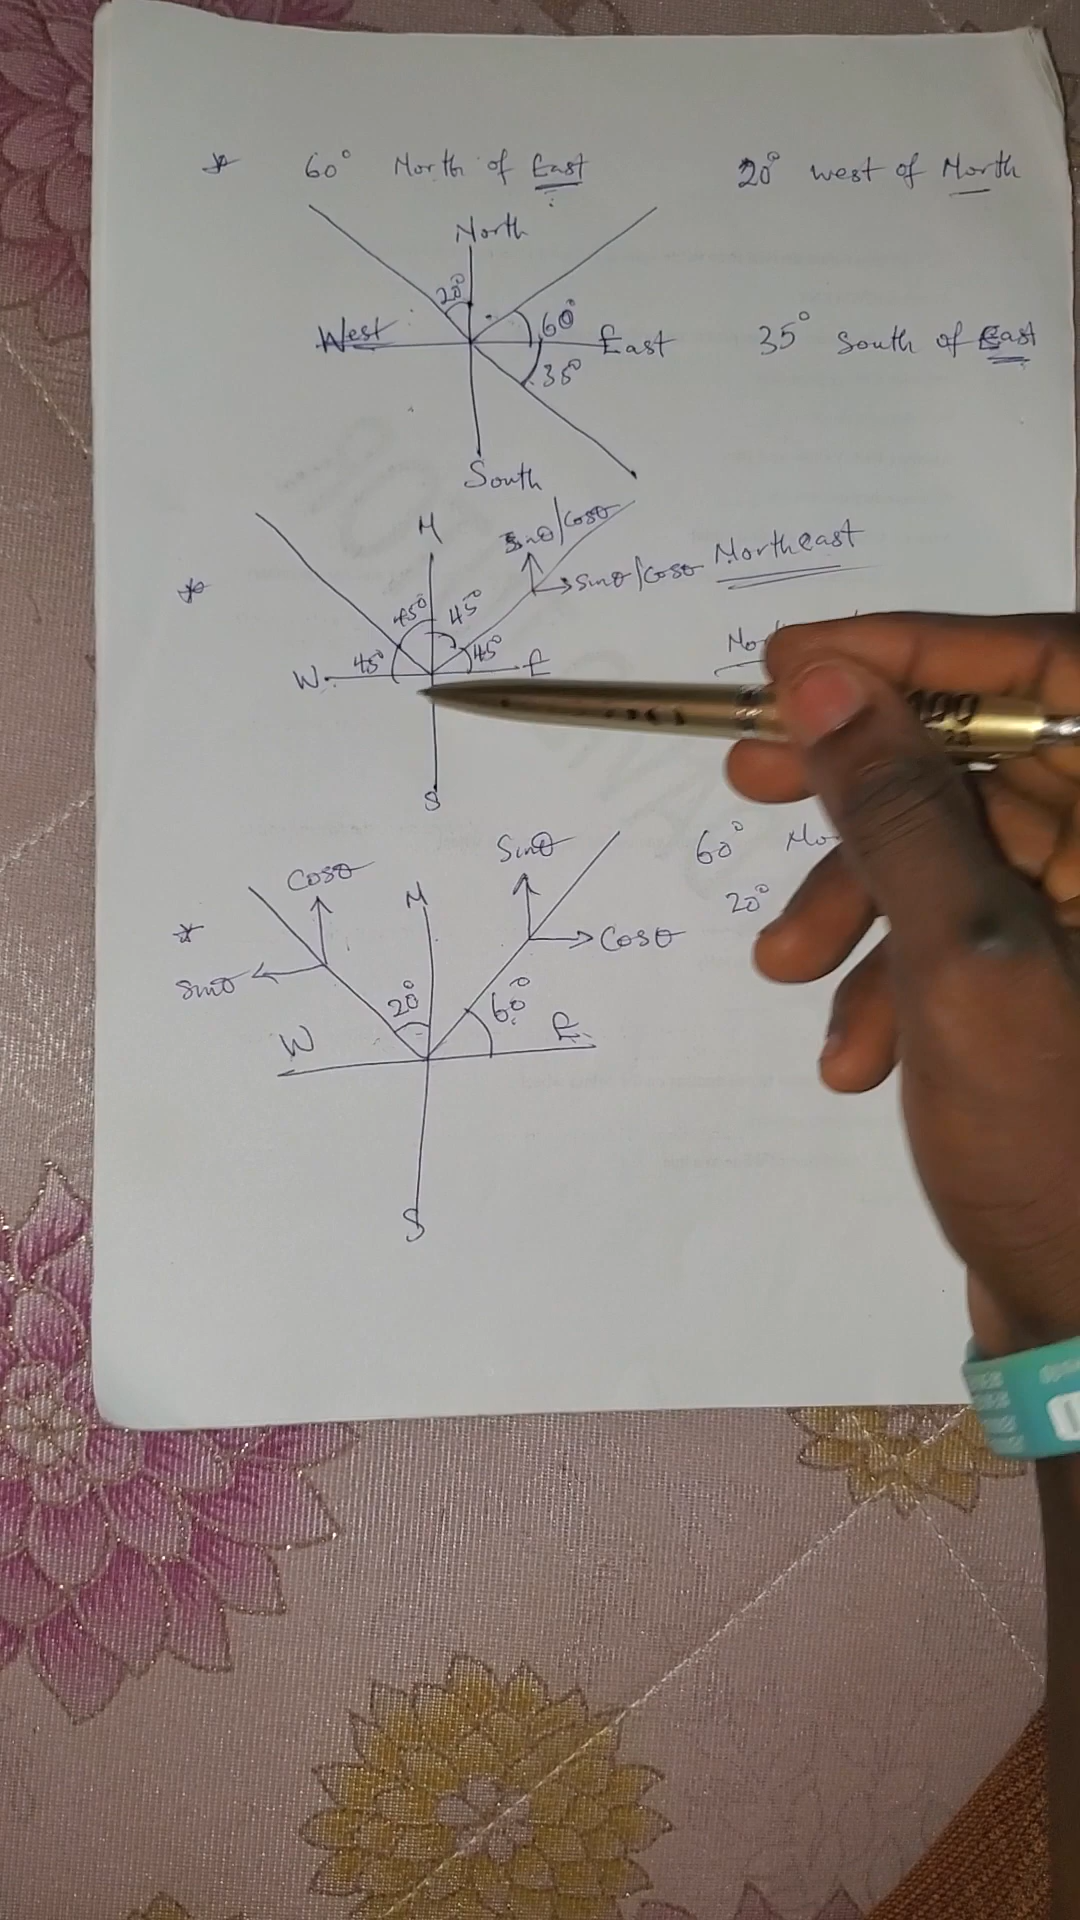 * 60° North of East 20° west of North
North
20°
West 60° East 35° South of East
35°
South
N sinθ/cosθ
* sinθ/cosθ Northeast
45° 45°
W 45° 45° E
S
60°
Cosθ Sinθ
20°
* N
Sinθ Cosθ
20° 60°
W E
S